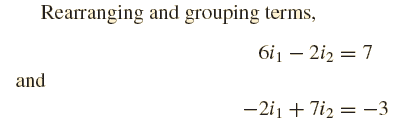 Rearranging and grouping terms,
6i₁ − 2i₂ = 7
and
−2i₁ + 7i₂ = −3